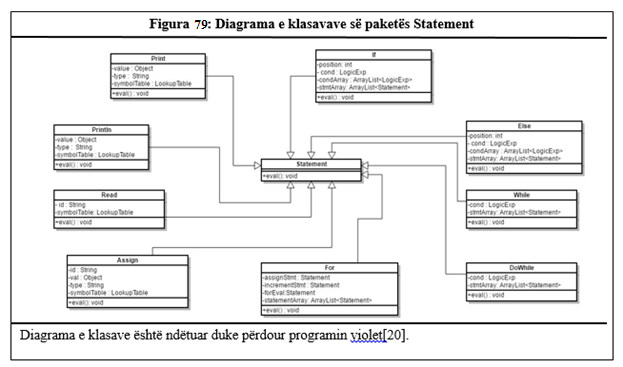 Figura 79: Diagrama e klasavave së paketës Statement
Print
-value : Object
-type : String
-symbolTable : LookupTable
+eval() : void
If
-position: int
- cond : LogicExp
-condArray : ArrayList<LogicExp>
-stmtArray: ArrayList<Statement>
+eval() : void
Println
-value : Object
-type : String
-symbolTable : LookupTable
+eval() : void
Else
-position : int
- cond : LogicExp
-condArray : ArrayList<LogicExp>
-stmtArray: ArrayList<Statement>
+eval() : void
Statement
+eval(): void
Read
- id : String
-symbolTable: LookupTable
+eval() : void
While
-cond : LogicExp
-stmtArray: ArrayList<Statement>
+eval() : void
Assign
-id : String
-val : Object
-type : String
-symbolTable : LookupTable
+eval(): void
For
-assignStmt : Statement
-incrementStmt : Statement
-forEval:Statement
-statementArray: ArrayList<Statement>
+eval() : void
DoWhile
-cond : LogicExp
-stmtArray: ArrayList<Statement>
+eval() : void
Diagrama e klasave është ndëtuar duke përdour programin violet[20].